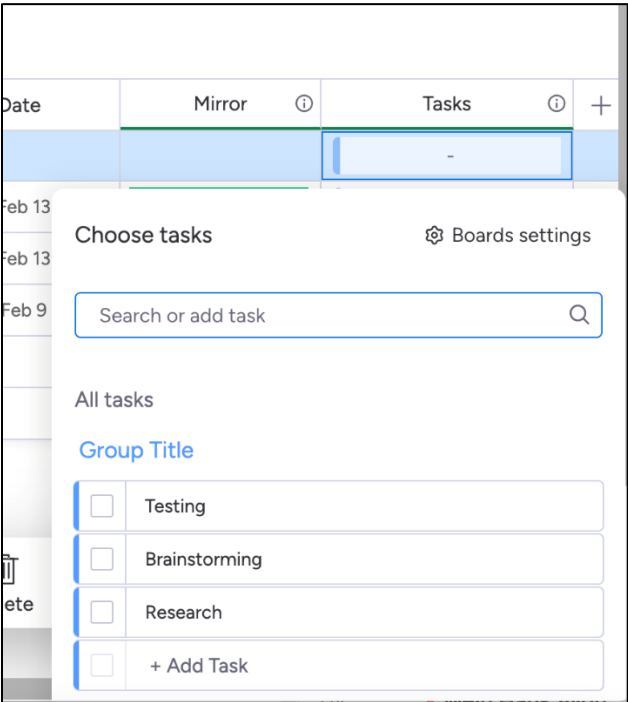 Date Mirror Tasks +
-
Feb 13
Choose tasks Boards settings
Feb 13
Feb 9 Search or add task
All tasks
Group Title
Testing
Brainstorming
ete Research
+ Add Task